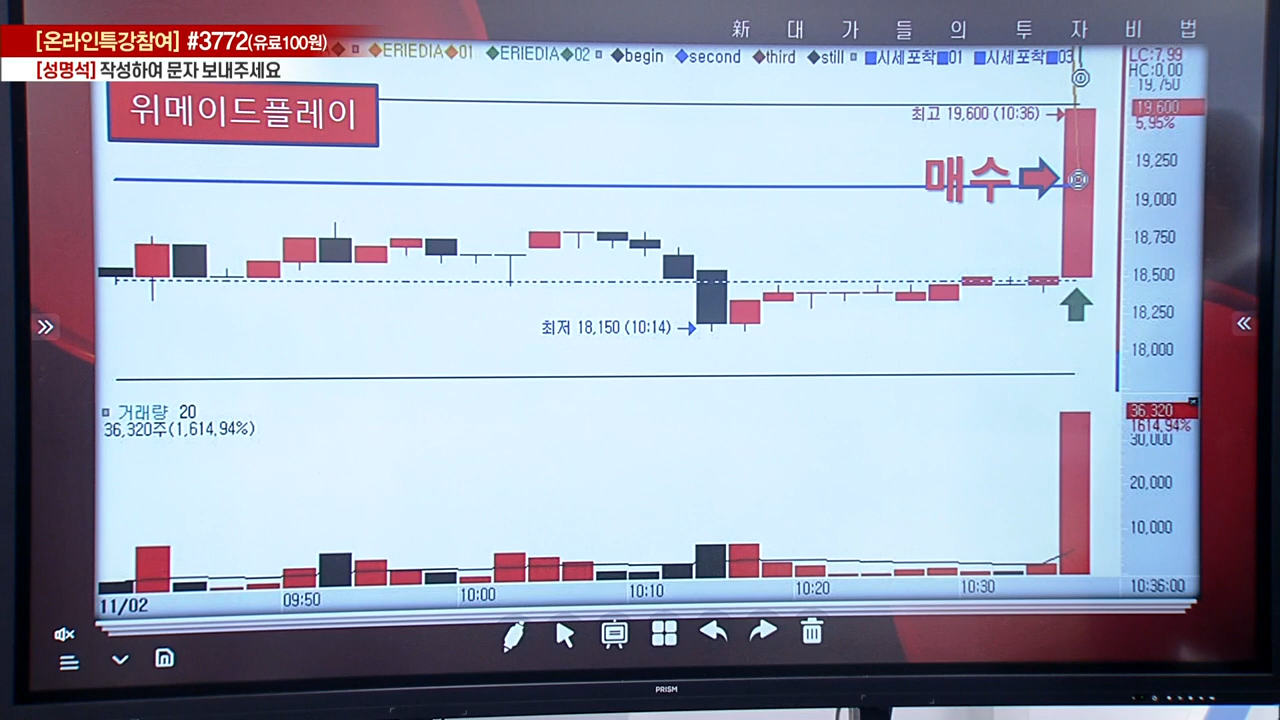 [온라인특강참여] #3772(유료100원)
[성명석] 작성하여 문자 보내주세요
新 대 가 들 의 투 자 비 법
ERIEDIA 01 ERIEDIA 02 begin second third still 시세포착 01 시세포착 03
LC:7,99
HC:0,00
위메이드플레이
19,750
최고 19,600 (10:36)
19,600
5,95%
매수
19,250
19,000
18,750
18,500
18,250
최저 18,150 (10:14)
18,000
거래량 20
36,320주(1,614,94%)
36,320
1614,94%
30,000
20,000
10,000
11/02 09:50 10:00 10:10 10:20 10:30 10:36:00
PRISM